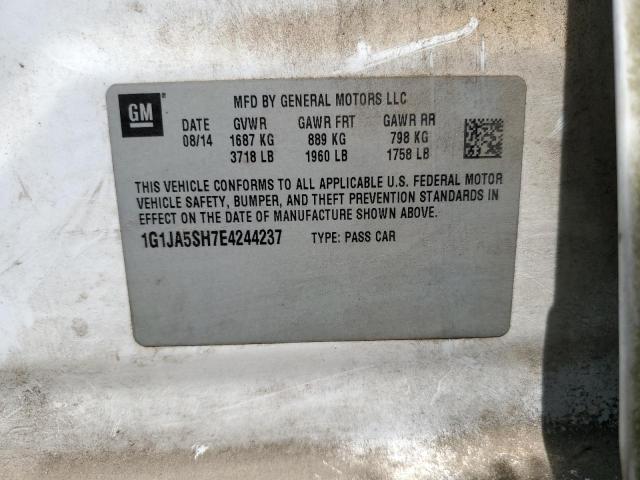 GM ® MFD BY GENERAL MOTORS LLC
DATE GVWR GAWR FRT GAWR RR
08/14 1687 KG 889 KG 798 KG
3718 LB 1960 LB 1758 LB
THIS VEHICLE CONFORMS TO ALL APPLICABLE U.S. FEDERAL MOTOR
VEHICLE SAFETY, BUMPER, AND THEFT PREVENTION STANDARDS IN
EFFECT ON THE DATE OF MANUFACTURE SHOWN ABOVE.
1G1JA5SH7E4244237 TYPE: PASS CAR